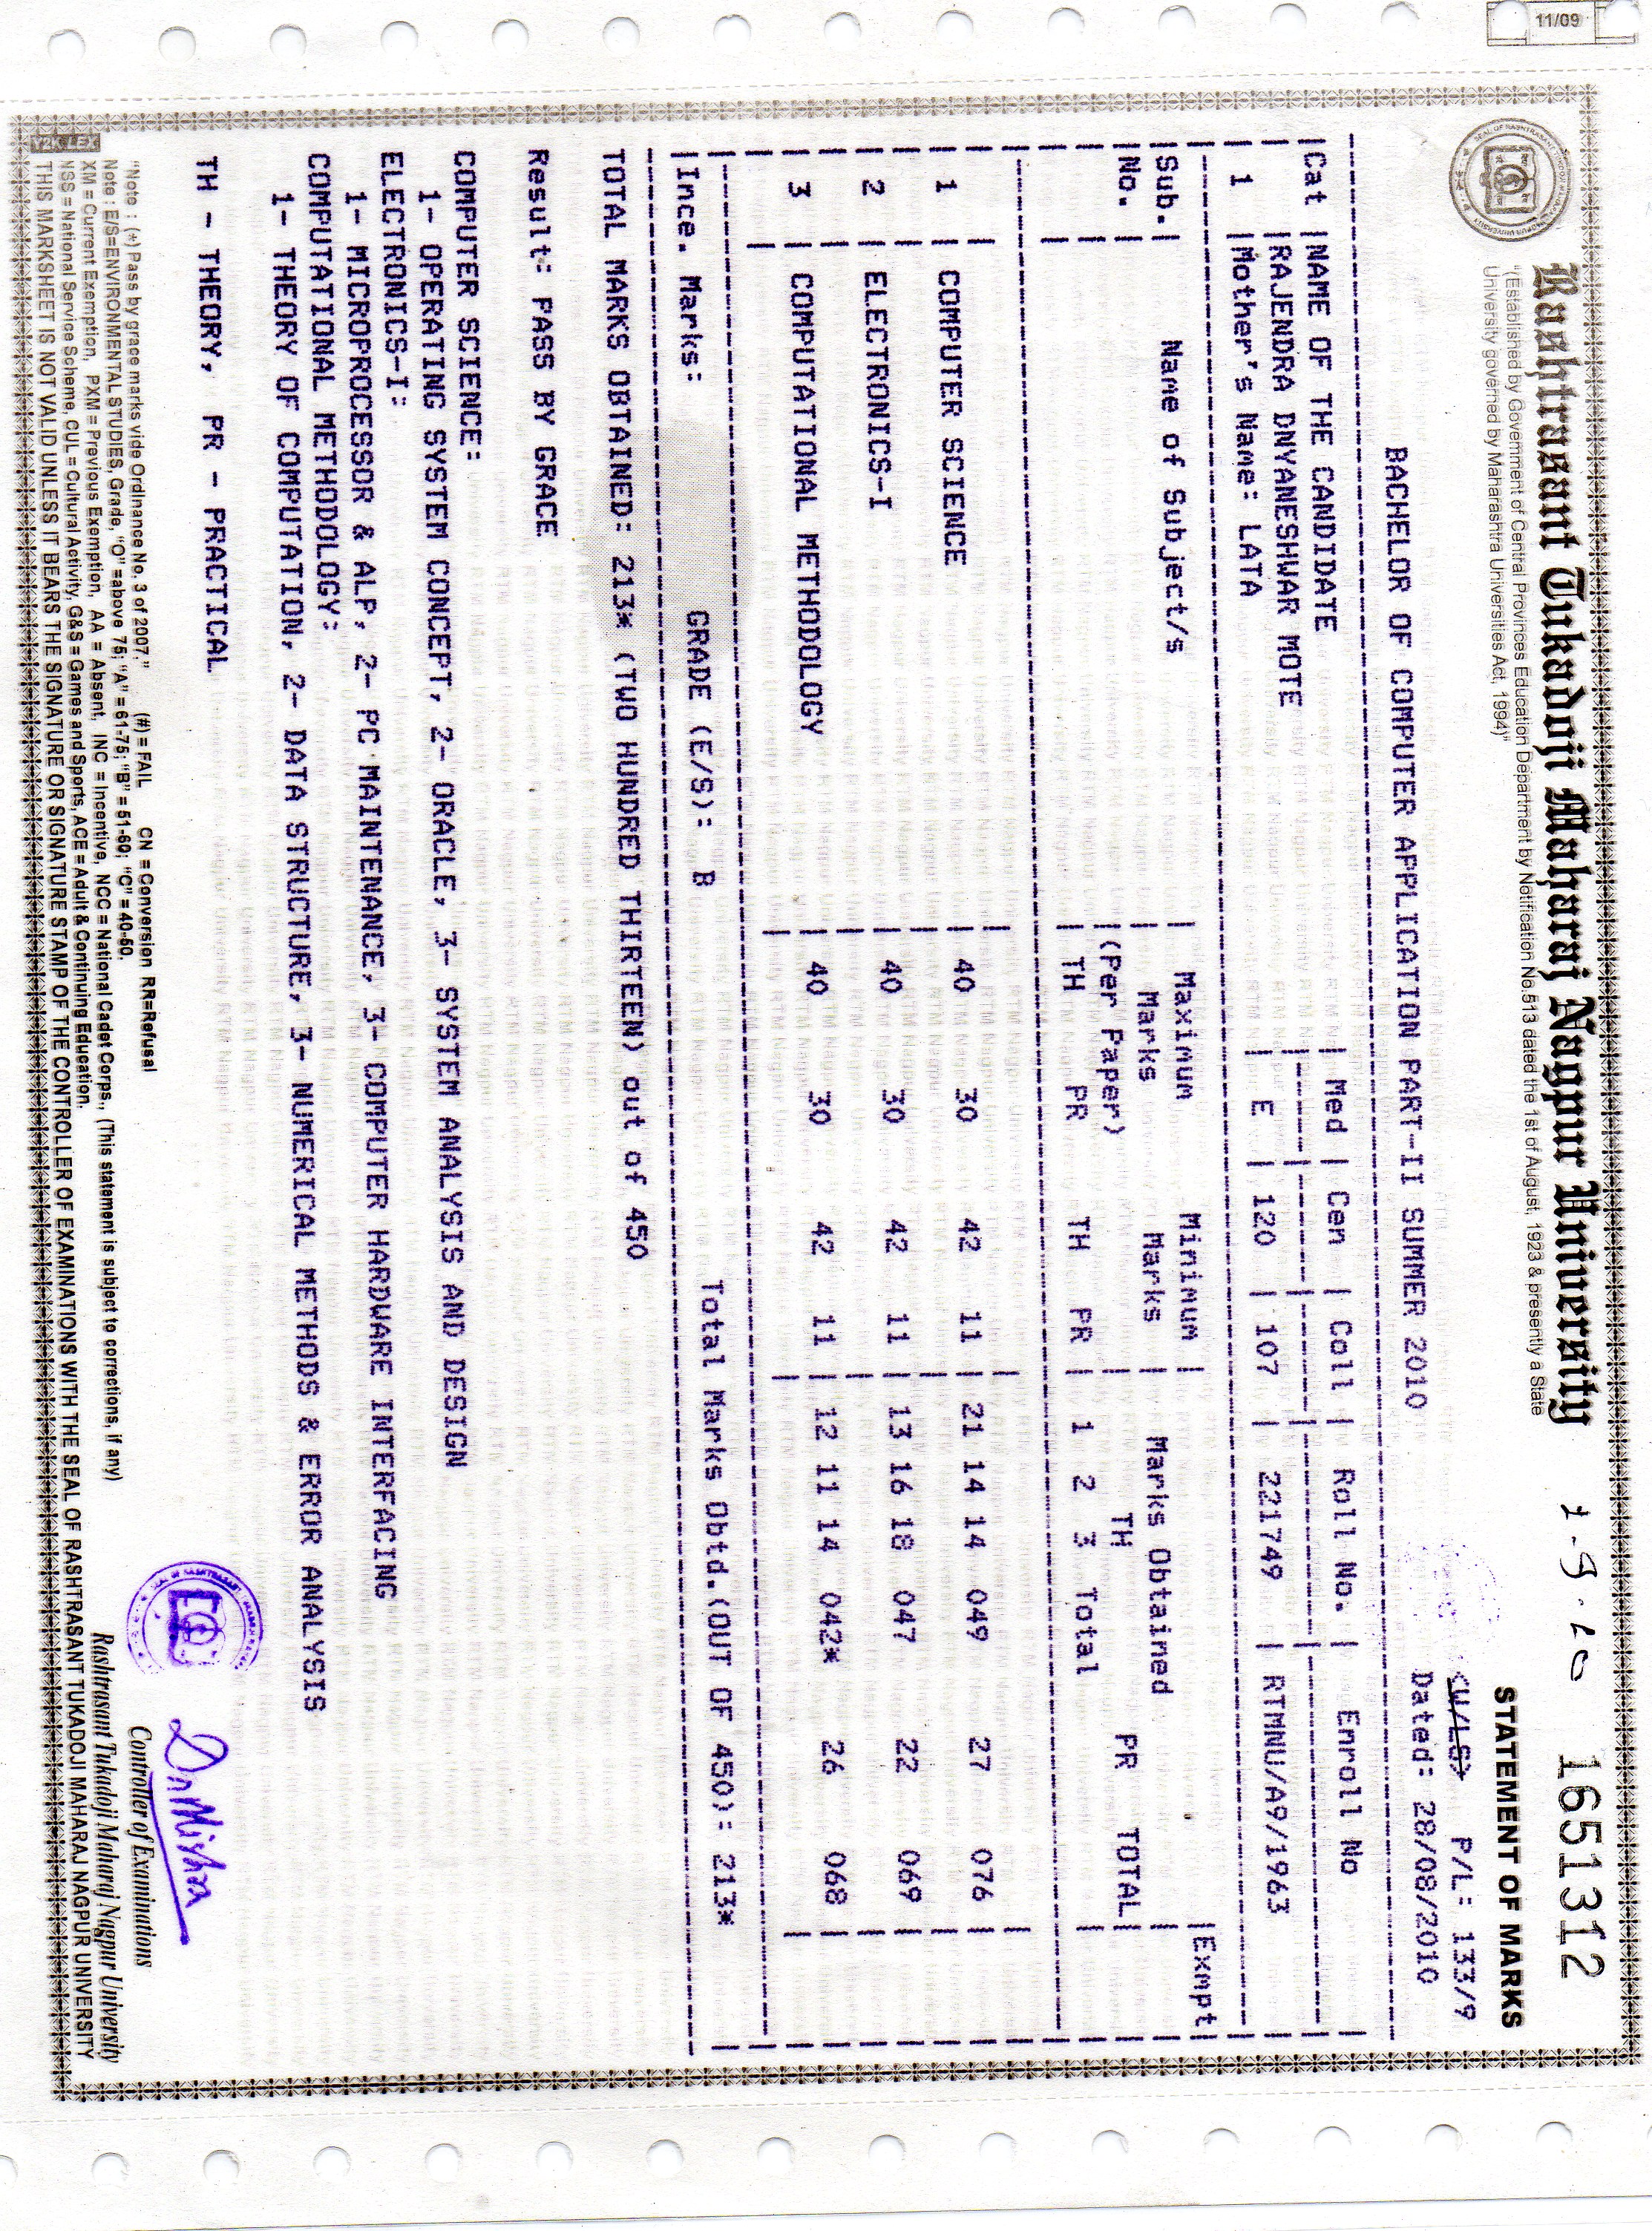 11/09
Rashtrasant Tukadoji Maharaj Nagpur University 1-9-10 1651312
"(Established by Government of Central Provinces Education Department by Notification No.513 dated the 1st of August, 1923 & presently a State
University governed by Maharashtra Universities Act, 1994)"
STATEMENT OF MARKS
(W/LS) P/L: 133/9
BACHELOR OF COMPUTER APPLICATION PART-II SUMMER 2010 Dated: 28/08/2010
|Cat |NAME OF THE CANDIDATE | Med | Cen | Coll | Roll No. | Enroll No |
| RAJENDRA DNYANESHWAR MOTE
| 1 |Mother's Name: LATA | E | 120 | 107 | 221749 | RTMNU/A9/1963 |
|Sub.| Name of Subject/s | Maximum Minimum | Marks Obtained |Exmpt|
|No. | | Marks Marks | TH PR TOTAL |
| | |(Per Paper) | 1 2 3 Total
| TH PR TH PR |
| 1 |COMPUTER SCIENCE | 40 30 42 11 | 21 14 14 049 27 076 |
| 2 |ELECTRONICS-I | 40 30 42 11 | 13 16 18 047 22 069 |
| 3 |COMPUTATIONAL METHODOLOGY | 40 30 42 11 | 12 11 14 042* 26 068 |
|Ince. Marks: GRADE (E/S): B Total Marks Obtd.(OUT OF 450): 213* |
TOTAL MARKS OBTAINED: 213* (TWO HUNDRED THIRTEEN) out of 450
Result: PASS BY GRACE
COMPUTER SCIENCE:
1- OPERATING SYSTEM CONCEPT, 2- ORACLE, 3- SYSTEM ANALYSIS AND DESIGN
ELECTRONICS-I:
1- MICROPROCESSOR & ALP, 2- PC MAINTENANCE, 3- COMPUTER HARDWARE INTERFACING
COMPUTATIONAL METHODOLOGY:
1- THEORY OF COMPUTATION, 2- DATA STRUCTURE, 3- NUMERICAL METHODS & ERROR ANALYSIS
TH - THEORY, PR - PRACTICAL
Dr Mishra
Controller of Examinations
Rashtrasant Tukadoji Maharaj Nagpur University
"Note : (*) Pass by grace marks vide Ordinance No. 3 of 2007." (#) = FAIL CN = Conversion RR=Refusal
Note : E/S=ENVIRONMENTAL STUDIES, Grade, "O" =above 75; "A" = 61-75; "B" = 51-60; "C" = 40-50.
XM = Current Exemption, PXM = Previous Exemption, AA = Absent, INC = Incentive, NCC = National Cadet Corps., (This statement is subject to corrections, if any)
NSS = National Service Scheme, CUL = Cultural Activity, G&S = Games and Sports, ACE = Adult & Continuing Education.
THIS MARKSHEET IS NOT VALID UNLESS IT BEARS THE SIGNATURE OR SIGNATURE STAMP OF THE CONTROLLER OF EXAMINATIONS WITH THE SEAL OF RASHTRASANT TUKADOJI MAHARAJ NAGPUR UNIVERSITY
Y2K LEX